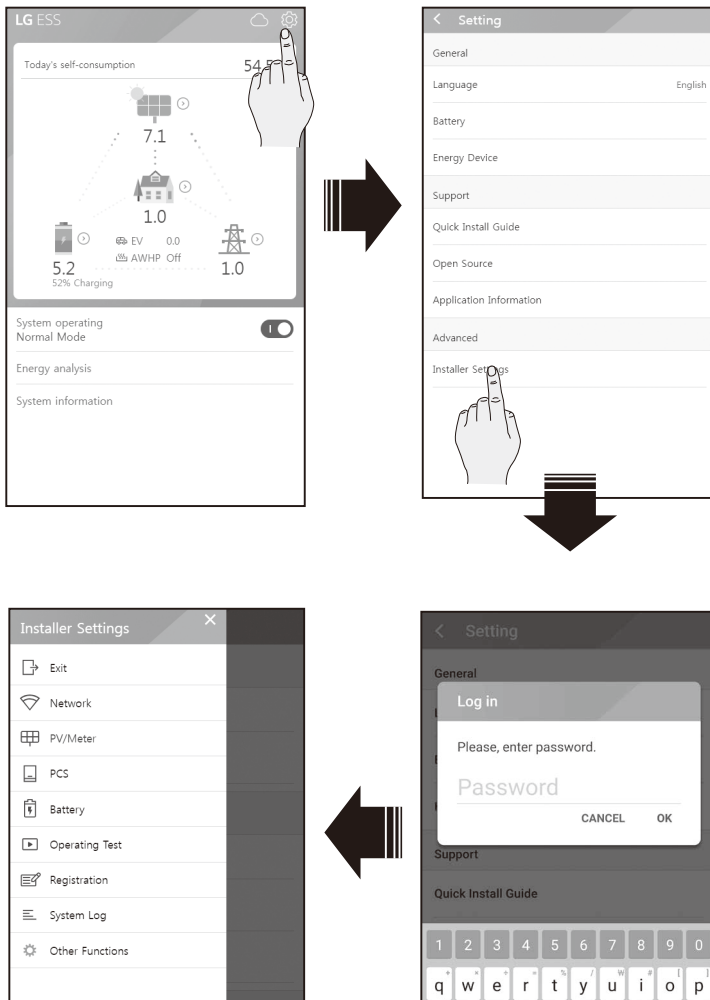 LG ESS
Today's self-consumption
7.1
1.0
EV 0.0
AWHP Off
5.2
52% Charging
1.0
System operating
Normal Mode
Energy analysis
System information
Setting
General
Language English
Battery
Energy Device
Support
Quick Install Guide
Open Source
Application Information
Advanced
Installer Settings
Installer Settings
Exit
Network
PV/Meter
PCS
Battery
Operating Test
Registration
System Log
Other Functions
Setting
General
Log in
Please, enter password.
Password
CANCEL OK
Support
Quick Install Guide
1 2 3 4 5 6 7 8 9 0
q w e r t y u i o p